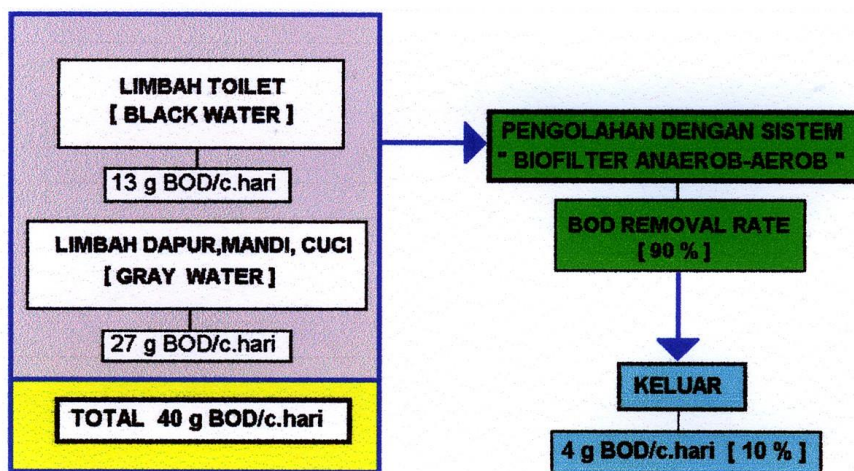 LIMBAH TOILET
[ BLACK WATER ]
13 g BOD/c.hari
LIMBAH DAPUR,MANDI, CUCI
[ GRAY WATER ]
27 g BOD/c.hari
TOTAL 40 g BOD/c.hari
PENGOLAHAN DENGAN SISTEM
" BIOFILTER ANAEROB-AEROB "
BOD REMOVAL RATE
[ 90 % ]
KELUAR
4 g BOD/c.hari [ 10 % ]